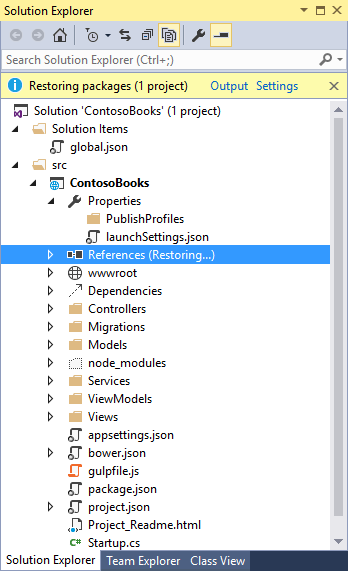 Solution Explorer
Search Solution Explorer (Ctrl+;)
Restoring packages (1 project) Output Settings
Solution 'ContosoBooks' (1 project)
Solution Items
global.json
src
ContosoBooks
Properties
PublishProfiles
launchSettings.json
References (Restoring...)
wwwroot
Dependencies
Controllers
Migrations
Models
node_modules
Services
ViewModels
Views
appsettings.json
bower.json
gulpfile.js
package.json
project.json
Project_Readme.html
C# Startup.cs
Solution Explorer Team Explorer Class View